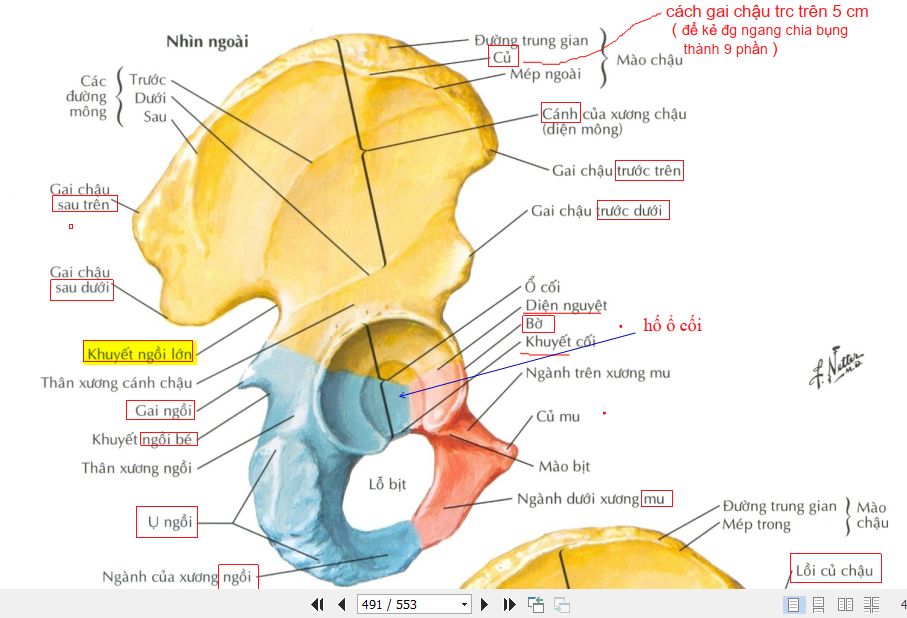 cách gai chậu trc trên 5 cm
( để kẻ đg ngang chia bụng
thành 9 phần )
Nhìn ngoài
Đường trung gian
Củ
Mép ngoài
Mào chậu
Các
đường
mông
Trước
Dưới
Sau
Cánh của xương chậu
(diện mông)
Gai chậu trước trên
Gai chậu
sau trên
Gai chậu trước dưới
Gai chậu
sau dưới
Ổ cối
Diện nguyệt
Bờ
Khuyết cối
hố ổ cối
Khuyết ngồi lớn
Thân xương cánh chậu
Gai ngồi
Khuyết ngồi bé
Thân xương ngồi
Ngành trên xương mu
Củ mu
Mào bịt
Lỗ bịt
Ngành dưới xương mu
Ụ ngồi
Ngành của xương ngồi
Đường trung gian
Mép trong
Mào
chậu
Lồi củ chậu
F. Netter
M.D.
491 / 553
4